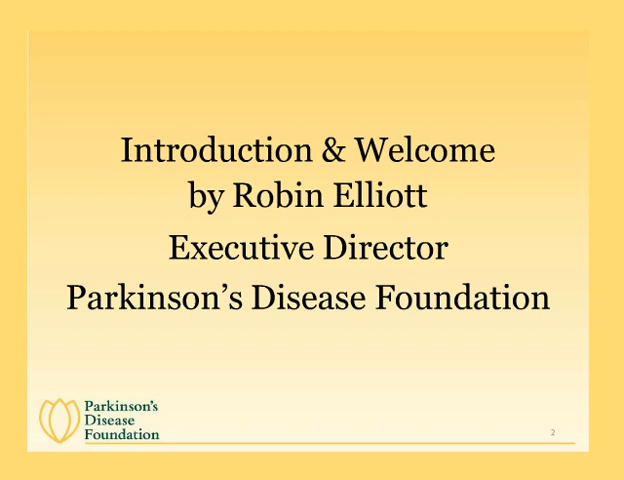 Introduction & Welcome
by Robin Elliott
Executive Director
Parkinson’s Disease Foundation
Parkinson's
Disease
Foundation
2